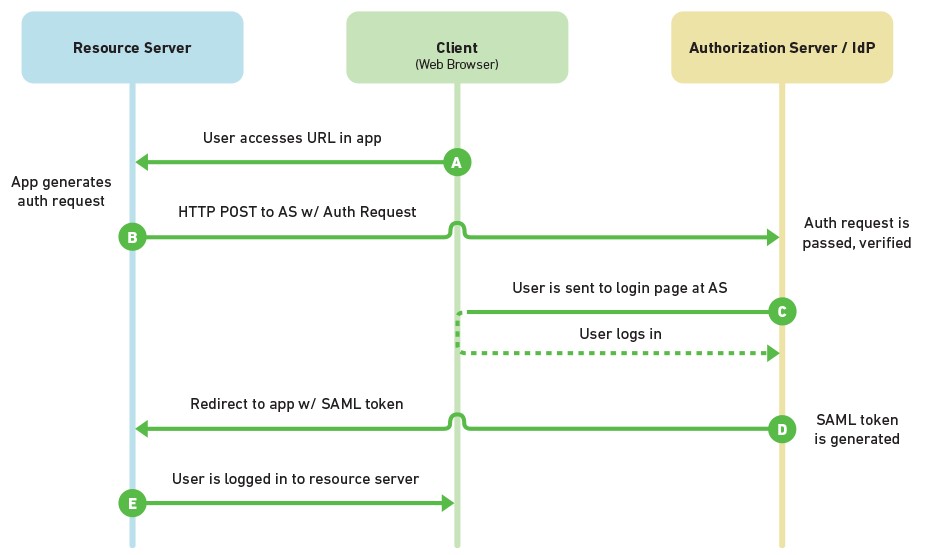 Resource Server
Client
(Web Browser)
Authorization Server / IdP
User accesses URL in app
A
App generates
auth request
HTTP POST to AS w/ Auth Request
B
Auth request is
passed, verified
User is sent to login page at AS
C
User logs in
Redirect to app w/ SAML token
D
SAML token
is generated
User is logged in to resource server
E